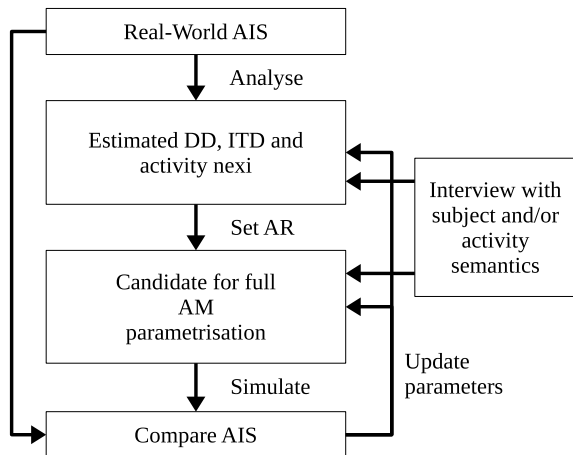 Real-World AIS
Analyse
Estimated DD, ITD and
activity nexi
Interview with
subject and/or
activity
semantics
Set AR
Candidate for full
AM
parametrisation
Simulate
Update
parameters
Compare AIS